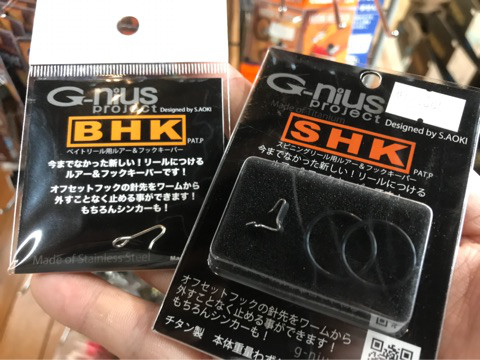 G-nius
project
Designed by S.AOKI
BHK
PAT.P
ベイトリール用ルアー&フックキーパー
今までなかった新しい!リールにつける
ルアー&フックキーパーです!
オフセットフックの針先をワームから
外すことなく止める事ができます!
もちろんシンカーも!
Made of Stainless Steel
G-nius
project
Made of Titanium
Designed by S.AOKI
SHK
PAT.P
スピニングリール用ルアー&フックキーパー
今までなかった新しい!リールにつける
オフセットフックの針先をワームから
外すことなく止める事ができます!
もちろんシンカーも!
チタン製